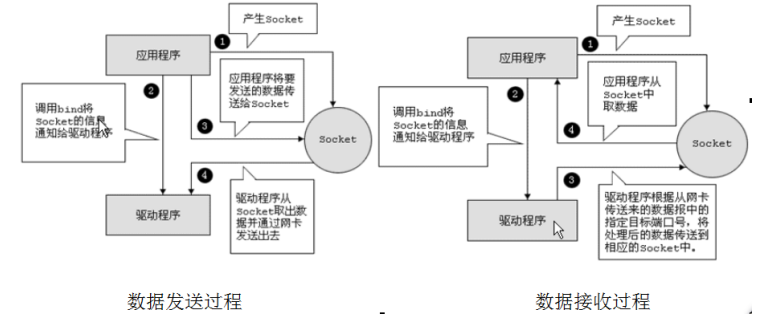 产生Socket
1
应用程序
2
调用bind将
Socket的信息
通知给驱动程序
应用程序将要
发送的数据传
送给Socket
3
Socket
4
驱动程序
驱动程序从
Socket取出数
据并通过网卡
发送出去
数据发送过程
产生Socket
1
应用程序
2
调用bind将
Socket的信息
通知给驱动程序
应用程序从
Socket中
取数据
4
Socket
3
驱动程序
驱动程序根据从网卡
传送来的数据报中的
指定目标端口号，将
处理后的数据传送到
相应的Socket中。
数据接收过程